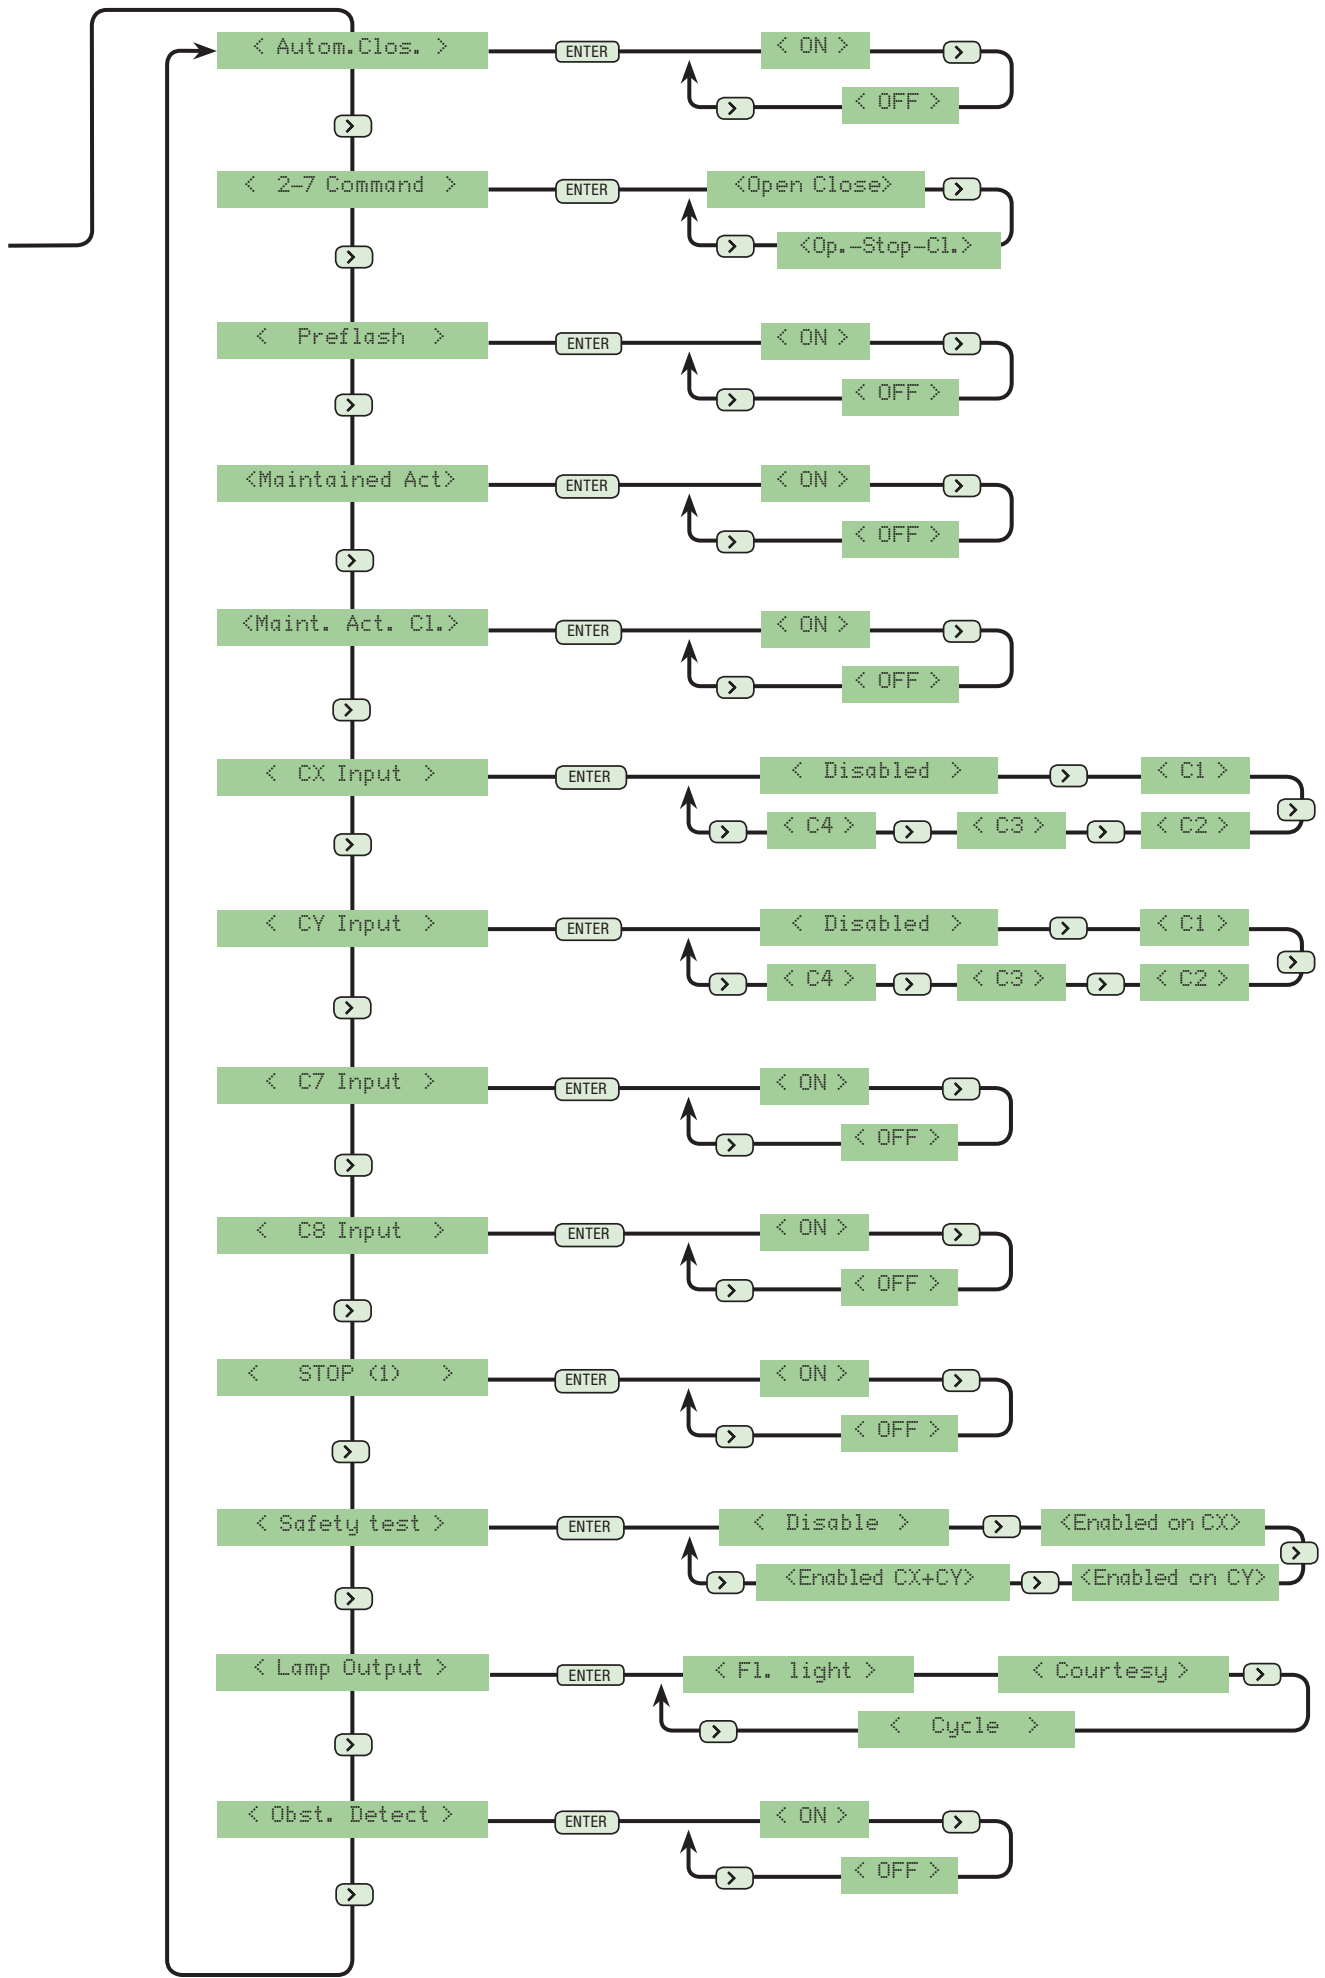 < Autom.Clos. > ENTER < ON > >
> < OFF >
>
< 2-7 Command > ENTER <Open Close> >
> <Op.-Stop-Cl.>
>
< Preflash > ENTER < ON > >
> < OFF >
>
<Maintained Act> ENTER < ON > >
> < OFF >
>
<Maint. Act. Cl.> ENTER < ON > >
> < OFF >
>
< CX Input > ENTER < Disabled > > < C1 >
>
> < C4 > > < C3 > > < C2 >
>
< CY Input > ENTER < Disabled > > < C1 >
>
> < C4 > > < C3 > > < C2 >
>
< C7 Input > ENTER < ON > >
> < OFF >
>
< C8 Input > ENTER < ON > >
> < OFF >
>
< STOP (1) > ENTER < ON > >
> < OFF >
>
< Safety test > ENTER < Disable > > <Enabled on CX>
>
> <Enabled CX+CY> > <Enabled on CY>
>
< Lamp Output > ENTER < Fl. light > < Courtesy > >
> < Cycle >
>
< Obst. Detect > ENTER < ON > >
> < OFF >
>